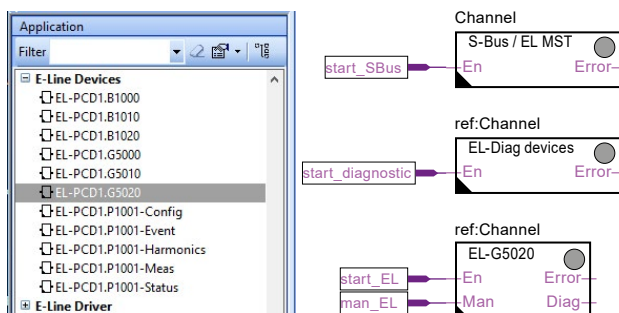 Application
Filter
E-Line Devices
EL-PCD1.B1000
EL-PCD1.B1010
EL-PCD1.B1020
EL-PCD1.G5000
EL-PCD1.G5010
EL-PCD1.G5020
EL-PCD1.P1001-Config
EL-PCD1.P1001-Event
EL-PCD1.P1001-Harmonics
EL-PCD1.P1001-Meas
EL-PCD1.P1001-Status
E-Line Driver
Channel
S-Bus / EL MST
start_SBus En Error
ref:Channel
EL-Diag devices
start_diagnostic En Error
ref:Channel
EL-G5020
start_EL En Error
man_EL Man Diag